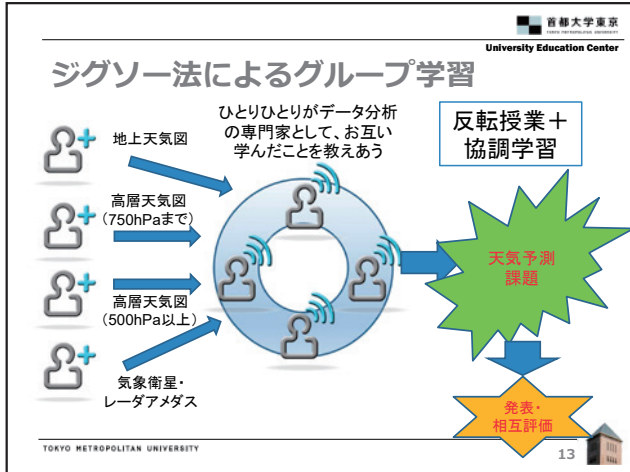 首都大学東京
TOKYO METROPOLITAN UNIVERSITY
University Education Center
ジグソー法によるグループ学習
地上天気図
高層天気図
(750hPaまで)
高層天気図
(500hPa以上)
気象衛星・
レーダアメダス
ひとりひとりがデータ分析
の専門家として、お互い
学んだことを教えあう
反転授業＋
協調学習
天気予測
課題
発表・
相互評価
TOKYO METROPOLITAN UNIVERSITY
13